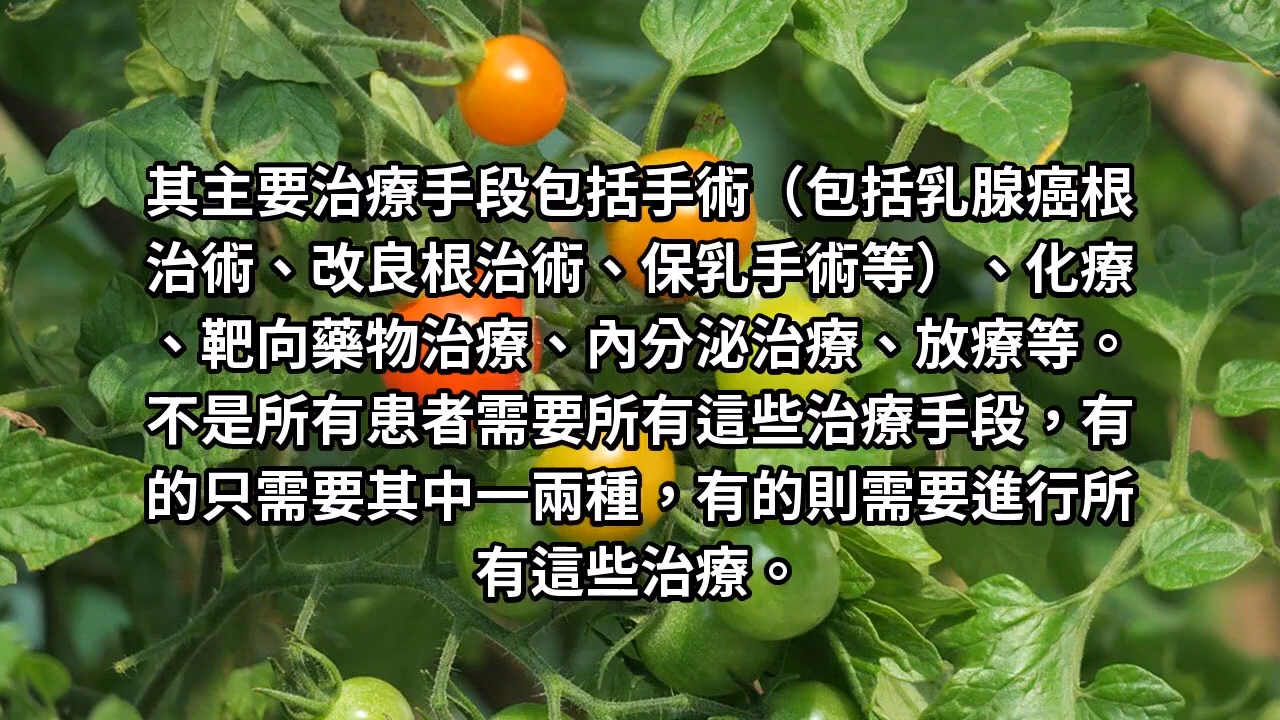 其主要治療手段包括手術（包括乳腺癌根
治術、改良根治術、保乳手術等）、化療
、靶向藥物治療、內分泌治療、放療等。
不是所有患者需要所有這些治療手段，有
的只需要其中一兩種，有的則需要進行所
有這些治療。